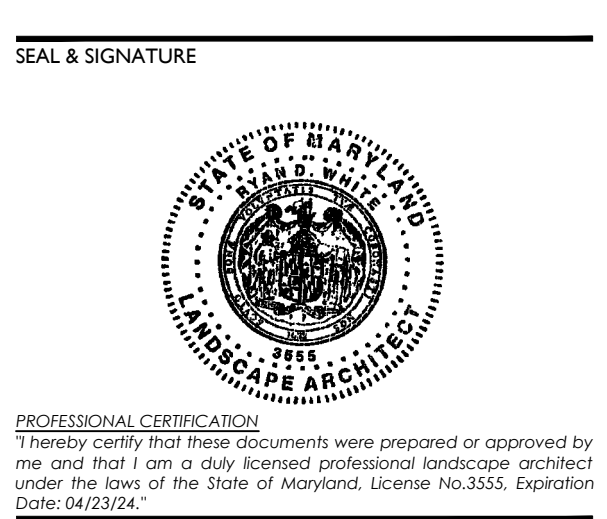 SEAL & SIGNATURE
STATE OF MARYLAND
RYAN D. WHITE
3555
LANDSCAPE ARCHITECT
PROFESSIONAL CERTIFICATION
"I hereby certify that these documents were prepared or approved by
me and that I am a duly licensed professional landscape architect
under the laws of the State of Maryland, License No.3555, Expiration
Date: 04/23/24."